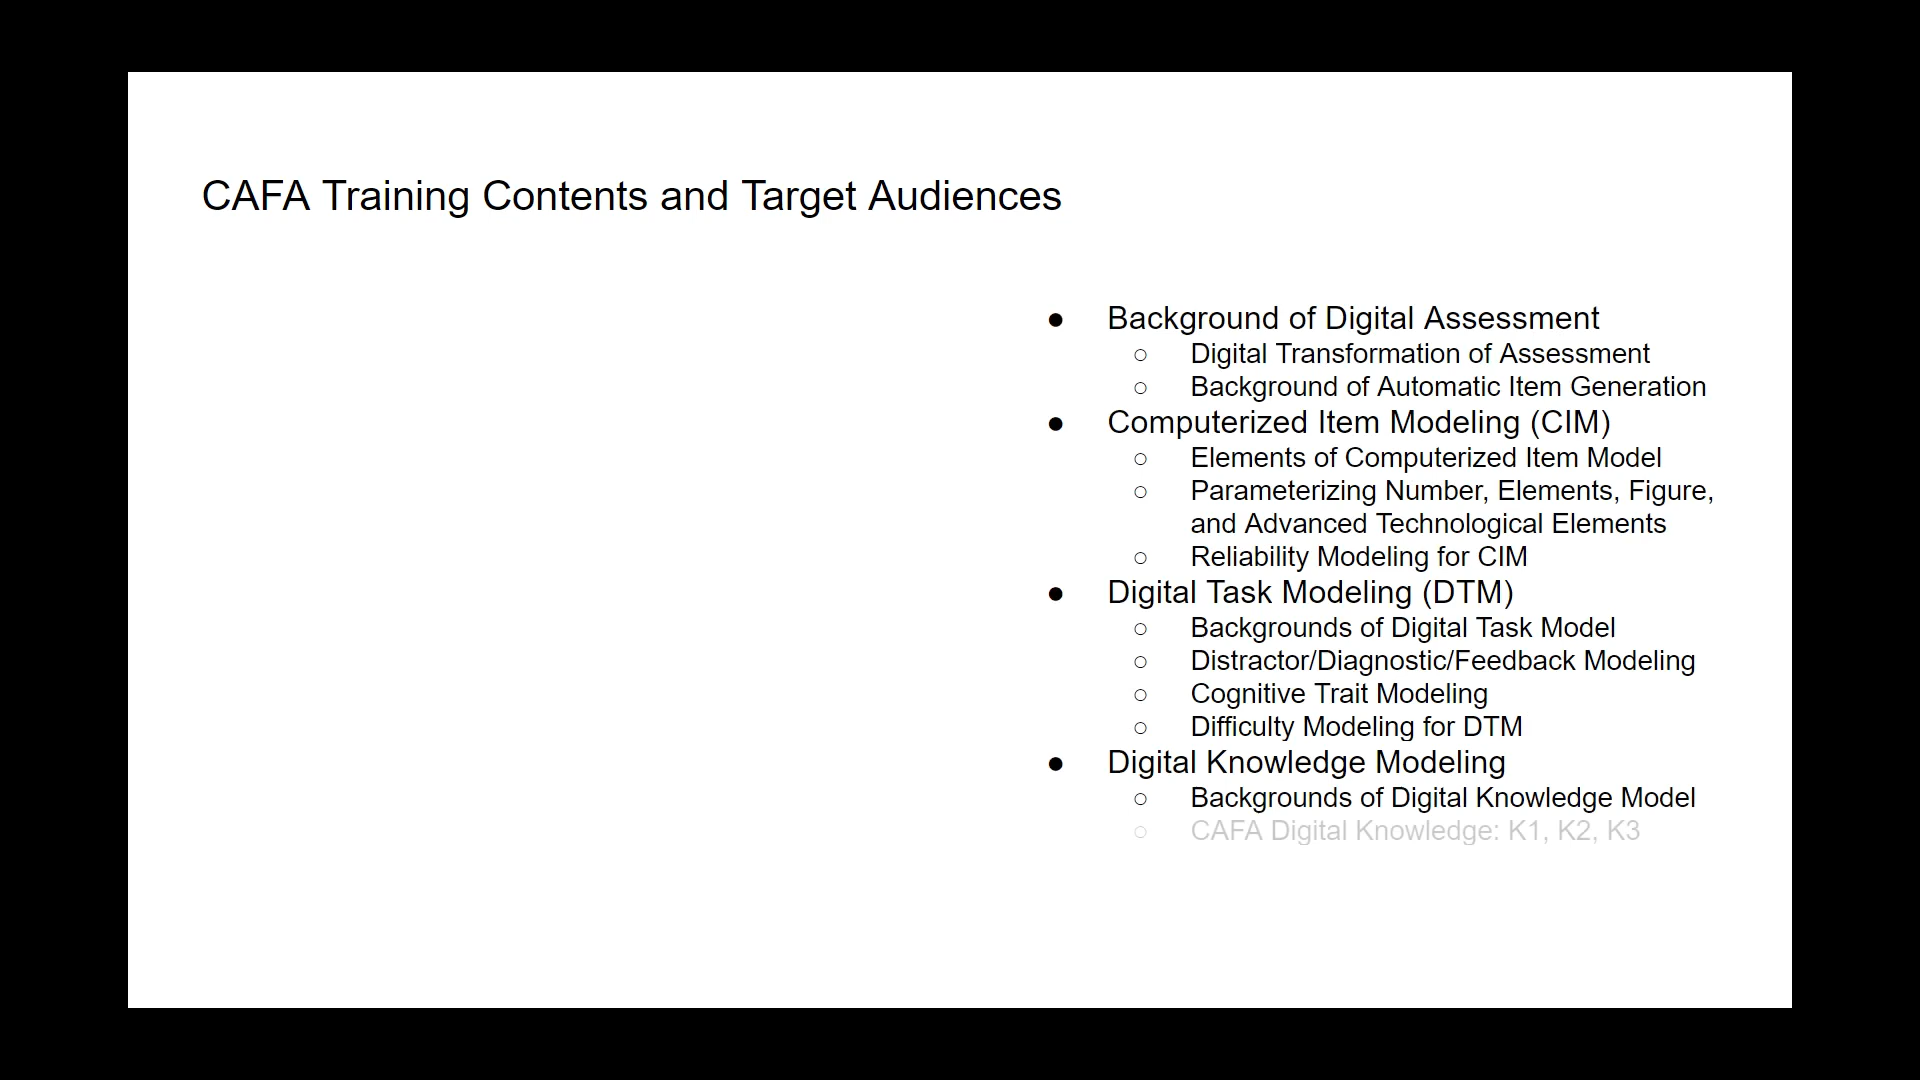 CAFA Training Contents and Target Audiences
● Background of Digital Assessment
○ Digital Transformation of Assessment
○ Background of Automatic Item Generation
● Computerized Item Modeling (CIM)
○ Elements of Computerized Item Model
○ Parameterizing Number, Elements, Figure,
and Advanced Technological Elements
○ Reliability Modeling for CIM
● Digital Task Modeling (DTM)
○ Backgrounds of Digital Task Model
○ Distractor/Diagnostic/Feedback Modeling
○ Cognitive Trait Modeling
○ Difficulty Modeling for DTM
● Digital Knowledge Modeling
○ Backgrounds of Digital Knowledge Model
○ CAFA Digital Knowledge: K1, K2, K3